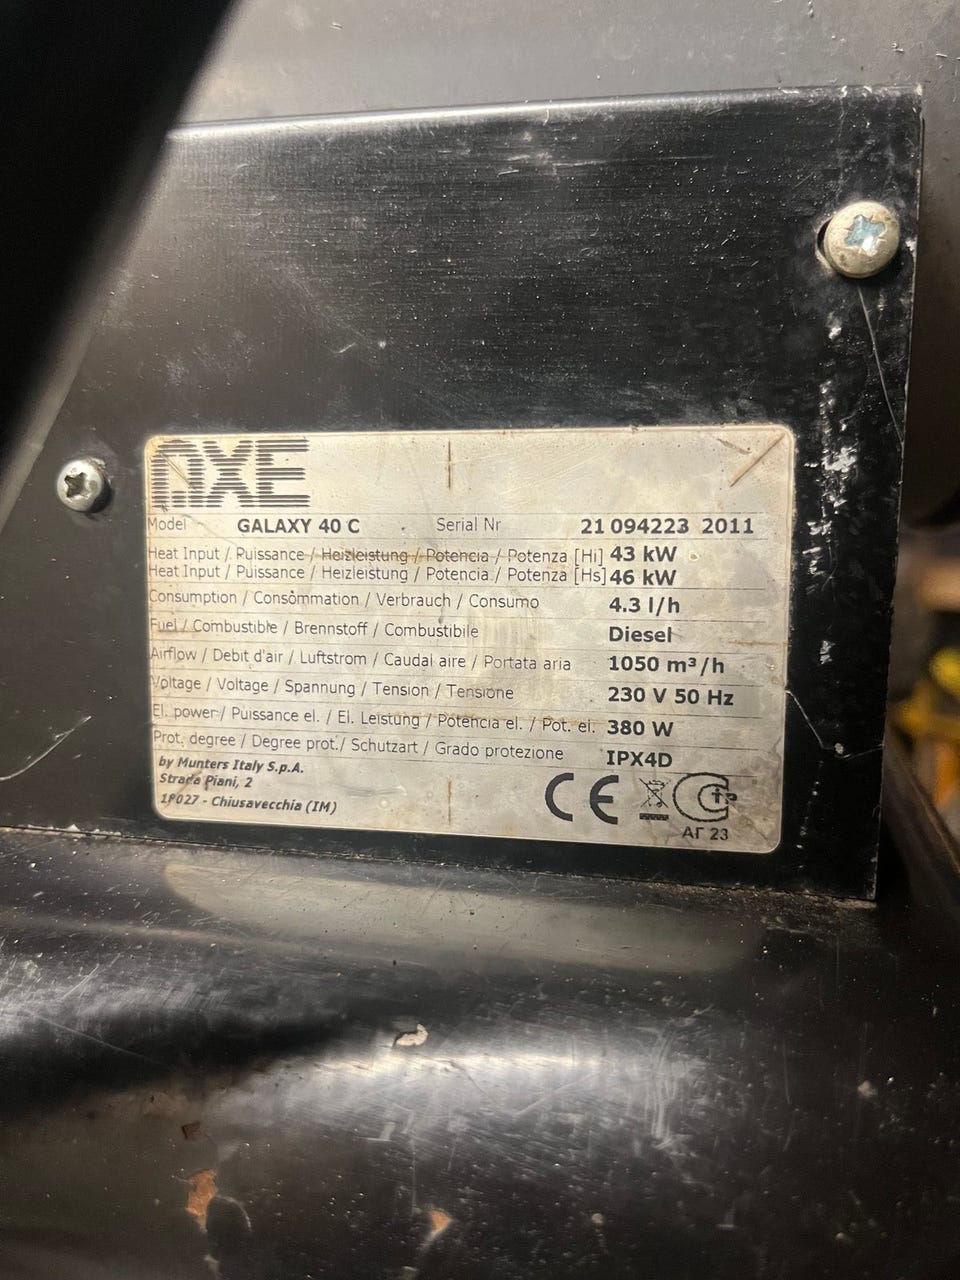 AXE
Model GALAXY 40 C Serial Nr 21 094223 2011
Heat Input / Puissance / Heizleistung / Potencia / Potenza [Hi] 43 kW
Heat Input / Puissance / Heizleistung / Potencia / Potenza [Hs] 46 kW
Consumption / Consommation / Verbrauch / Consumo 4.3 l/h
Fuel / Combustible / Brennstoff / Combustibile Diesel
Airflow / Debit d'air / Luftstrom / Caudal aire / Portata aria 1050 m³/h
Voltage / Voltage / Spannung / Tension / Tensione 230 V 50 Hz
El. power / Puissance el. / El. Leistung / Potencia el. / Pot. el. 380 W
Prot. degree / Degree prot. / Schutzart / Grado protezione IPX4D
by Munters Italy S.p.A.
Strada Piani, 2
18027 - Chiusavecchia (IM)
CE
АГ 23